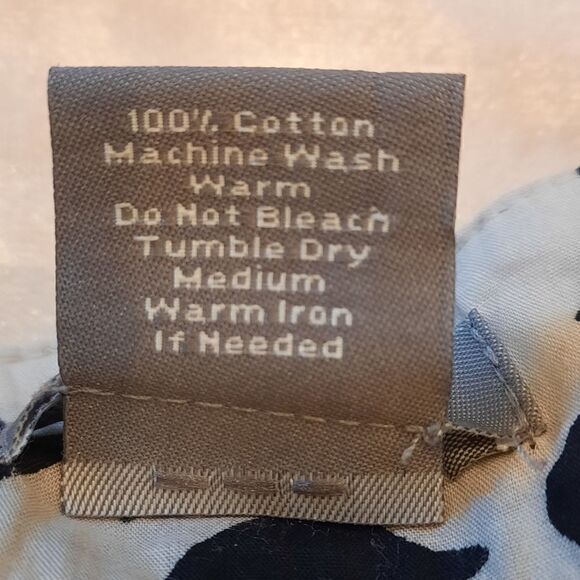 100% Cotton
Machine Wash
Warm
Do Not Bleach
Tumble Dry
Medium
Warm Iron
If Needed